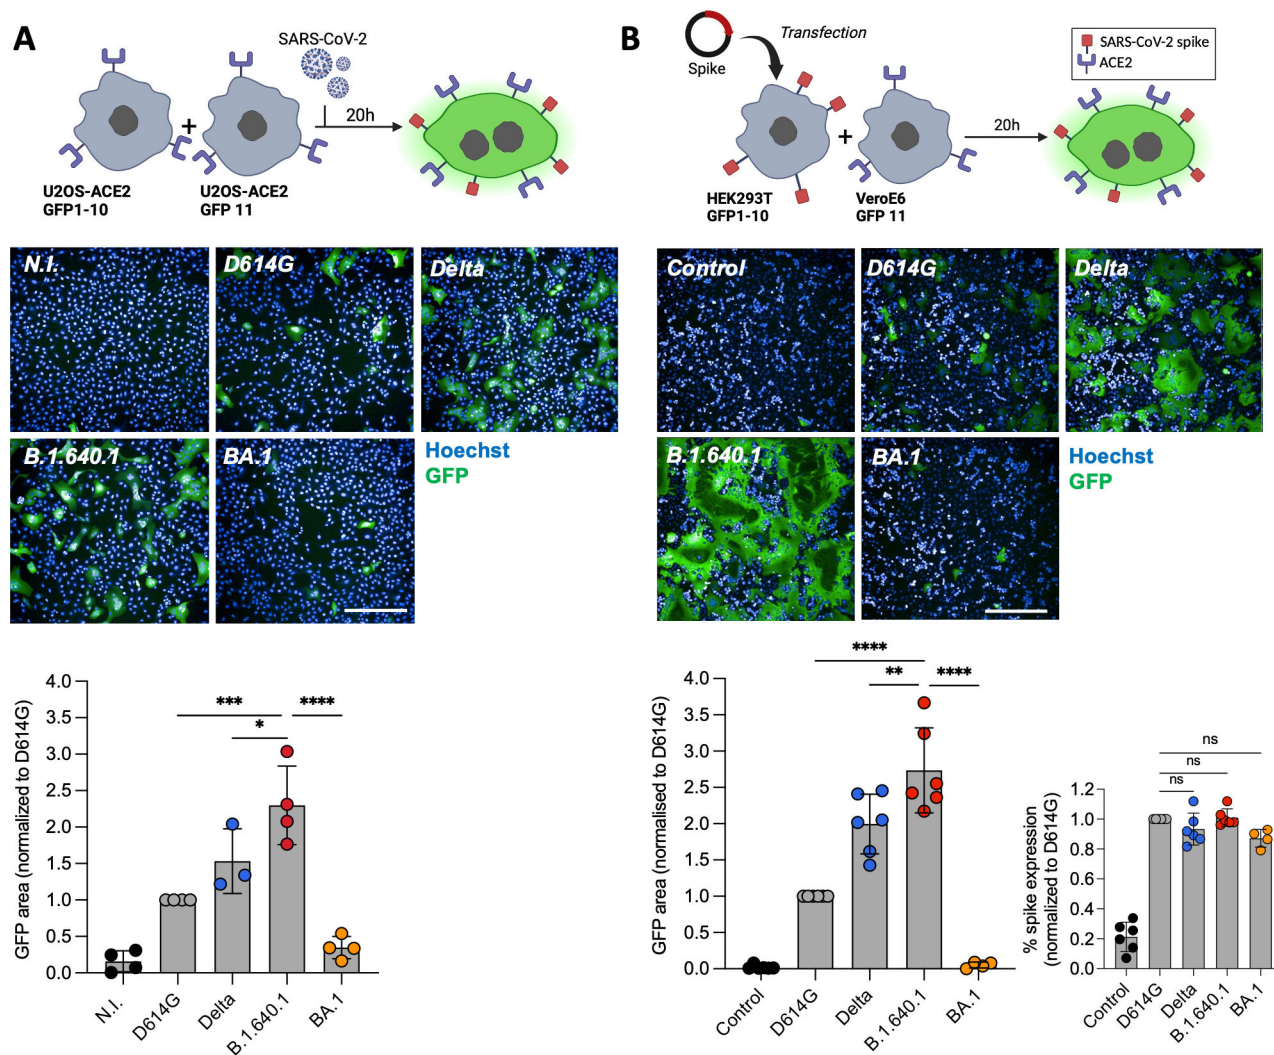 A
SARS-CoV-2
+
20h
U2OS-ACE2
GFP1-10
U2OS-ACE2
GFP 11
N.I.
D614G
Delta
B.1.640.1
BA.1
Hoechst
GFP
GFP area (normalized to D614G)
4.0
3.5
3.0
2.5
2.0
1.5
1.0
0.5
0.0
***
****
*
N.I.
D614G
Delta
B.1.640.1
BA.1
B
Transfection
Spike
SARS-CoV-2 spike
ACE2
+
20h
HEK293T
GFP1-10
VeroE6
GFP 11
Control
D614G
Delta
B.1.640.1
BA.1
Hoechst
GFP
GFP area (normalised to D614G)
4.0
3.5
3.0
2.5
2.0
1.5
1.0
0.5
0.0
****
**
****
Control
D614G
Delta
B.1.640.1
BA.1
% spike expression
(normalized to D614G)
1.2
1.0
0.8
0.6
0.4
0.2
0.0
ns
ns
ns
Control
D614G
Delta
B.1.640.1
BA.1